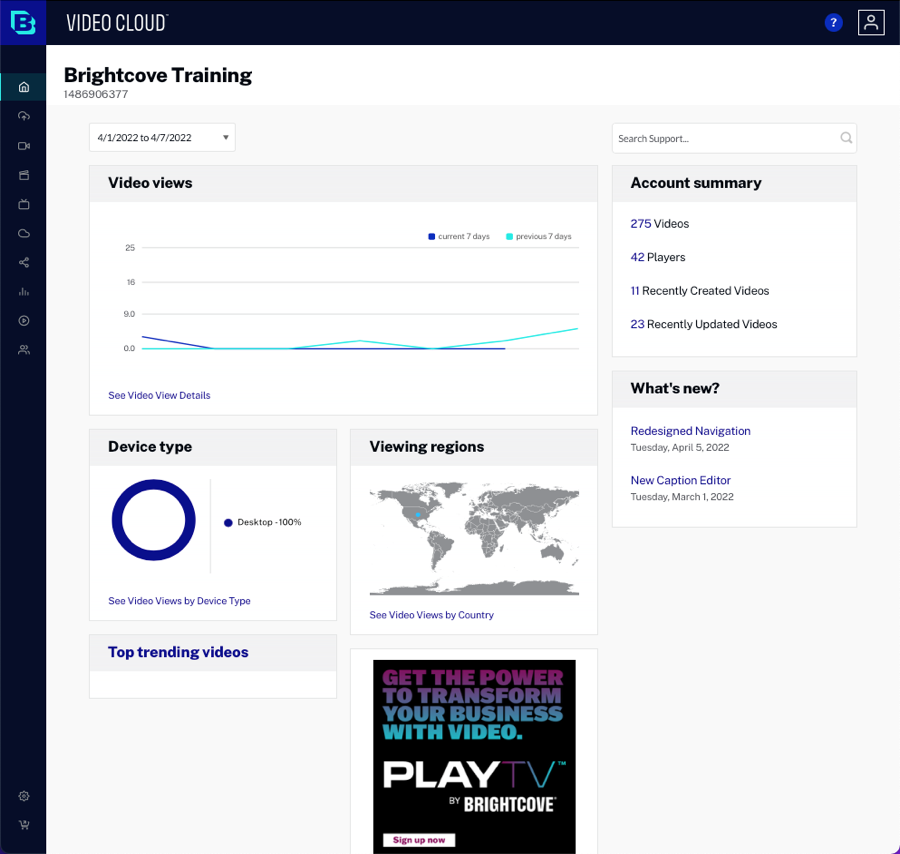 VIDEO CLOUD™
?
Brightcove Training
1486906377
4/1/2022 to 4/7/2022
Search Support...
Video views
current 7 days
previous 7 days
25
16
9.0
0.0
See Video View Details
Account summary
275 Videos
42 Players
11 Recently Created Videos
23 Recently Updated Videos
What's new?
Redesigned Navigation
Tuesday, April 5, 2022
New Caption Editor
Tuesday, March 1, 2022
Device type
Desktop - 100%
See Video Views by Device Type
Viewing regions
See Video Views by Country
Top trending videos
GET THE POWER
TO TRANSFORM
YOUR BUSINESS
WITH VIDEO.
PLAYTV™
BY BRIGHTCOVE
Sign up now